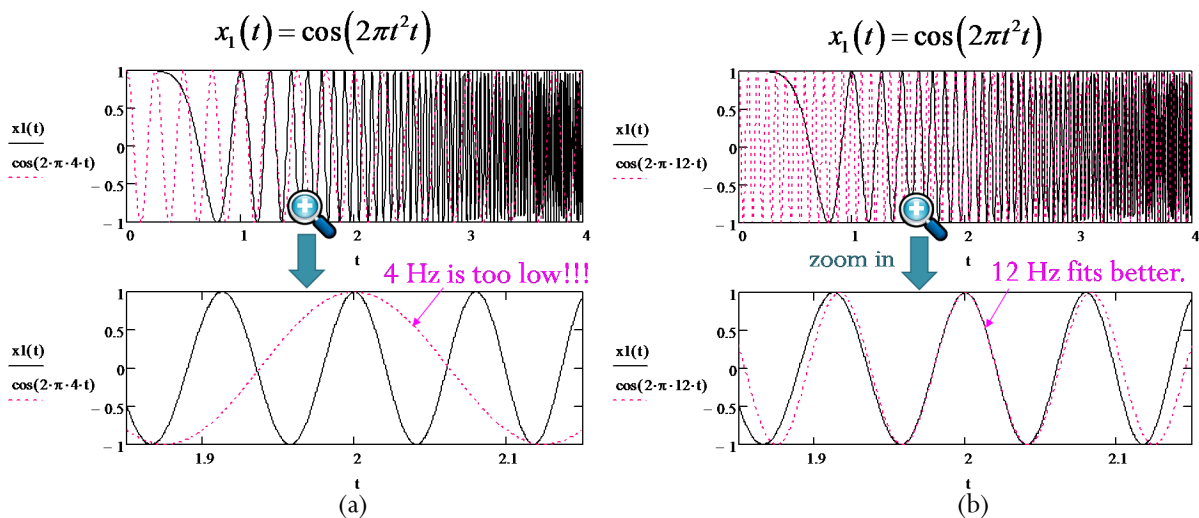 x₁(t) = cos(2πt²t)
1
0.5
0
−0.5
−1
x1(t)
cos(2·π·4·t)
0 1 2 3 4
t
4 Hz is too low!!!
1
0.5
0
−0.5
−1
x1(t)
cos(2·π·4·t)
1.9 2 2.1
t
(a)
x₁(t) = cos(2πt²t)
1
0.5
0
−0.5
−1
x1(t)
cos(2·π·12·t)
0 1 2 3 4
t
zoom in
12 Hz fits better.
1
0.5
0
−0.5
−1
x1(t)
cos(2·π·12·t)
1.9 2 2.1
t
(b)